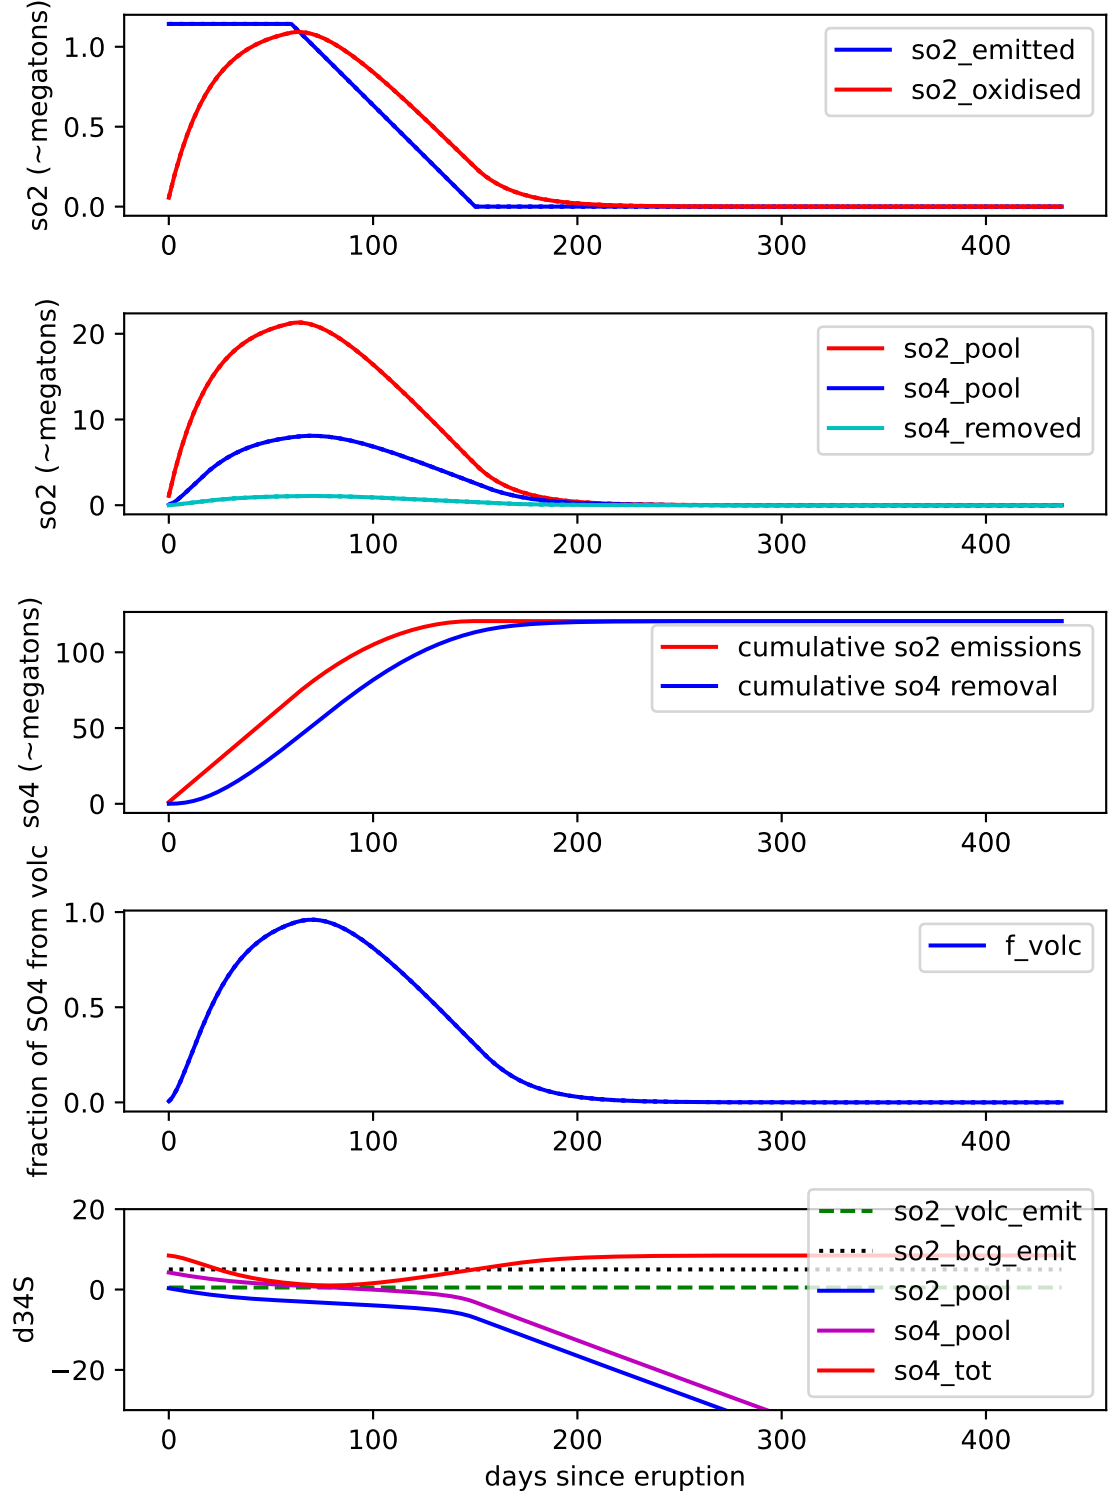 so2 (~megatons)
1.0
0.5
0.0
so2_emitted
so2_oxidised
0 100 200 300 400
so2 (~megatons)
20
10
0
so2_pool
so4_pool
so4_removed
0 100 200 300 400
so4 (~megatons)
100
50
0
cumulative so2 emissions
cumulative so4 removal
0 100 200 300 400
fraction of SO4 from volc
1.0
0.5
0.0
f_volc
0 100 200 300 400
d34S
20
0
−20
so2_volc_emit
so2_bcg_emit
so2_pool
so4_pool
so4_tot
0 100 200 300 400
days since eruption